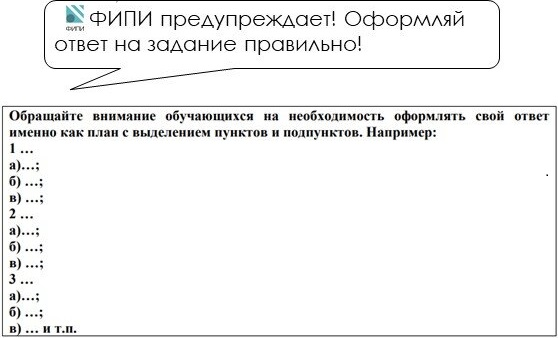 ФИПИ предупреждает! Оформляй
ФИПИ
ответ на задание правильно!
Обращайте внимание обучающихся на необходимость оформлять свой ответ
именно как план с выделением пунктов и подпунктов. Например:
1 …
а)…;
б) …;
в) …;
2 …
а)…;
б) …;
в) …;
3 …
а)…;
б) …;
в) … и т.п.